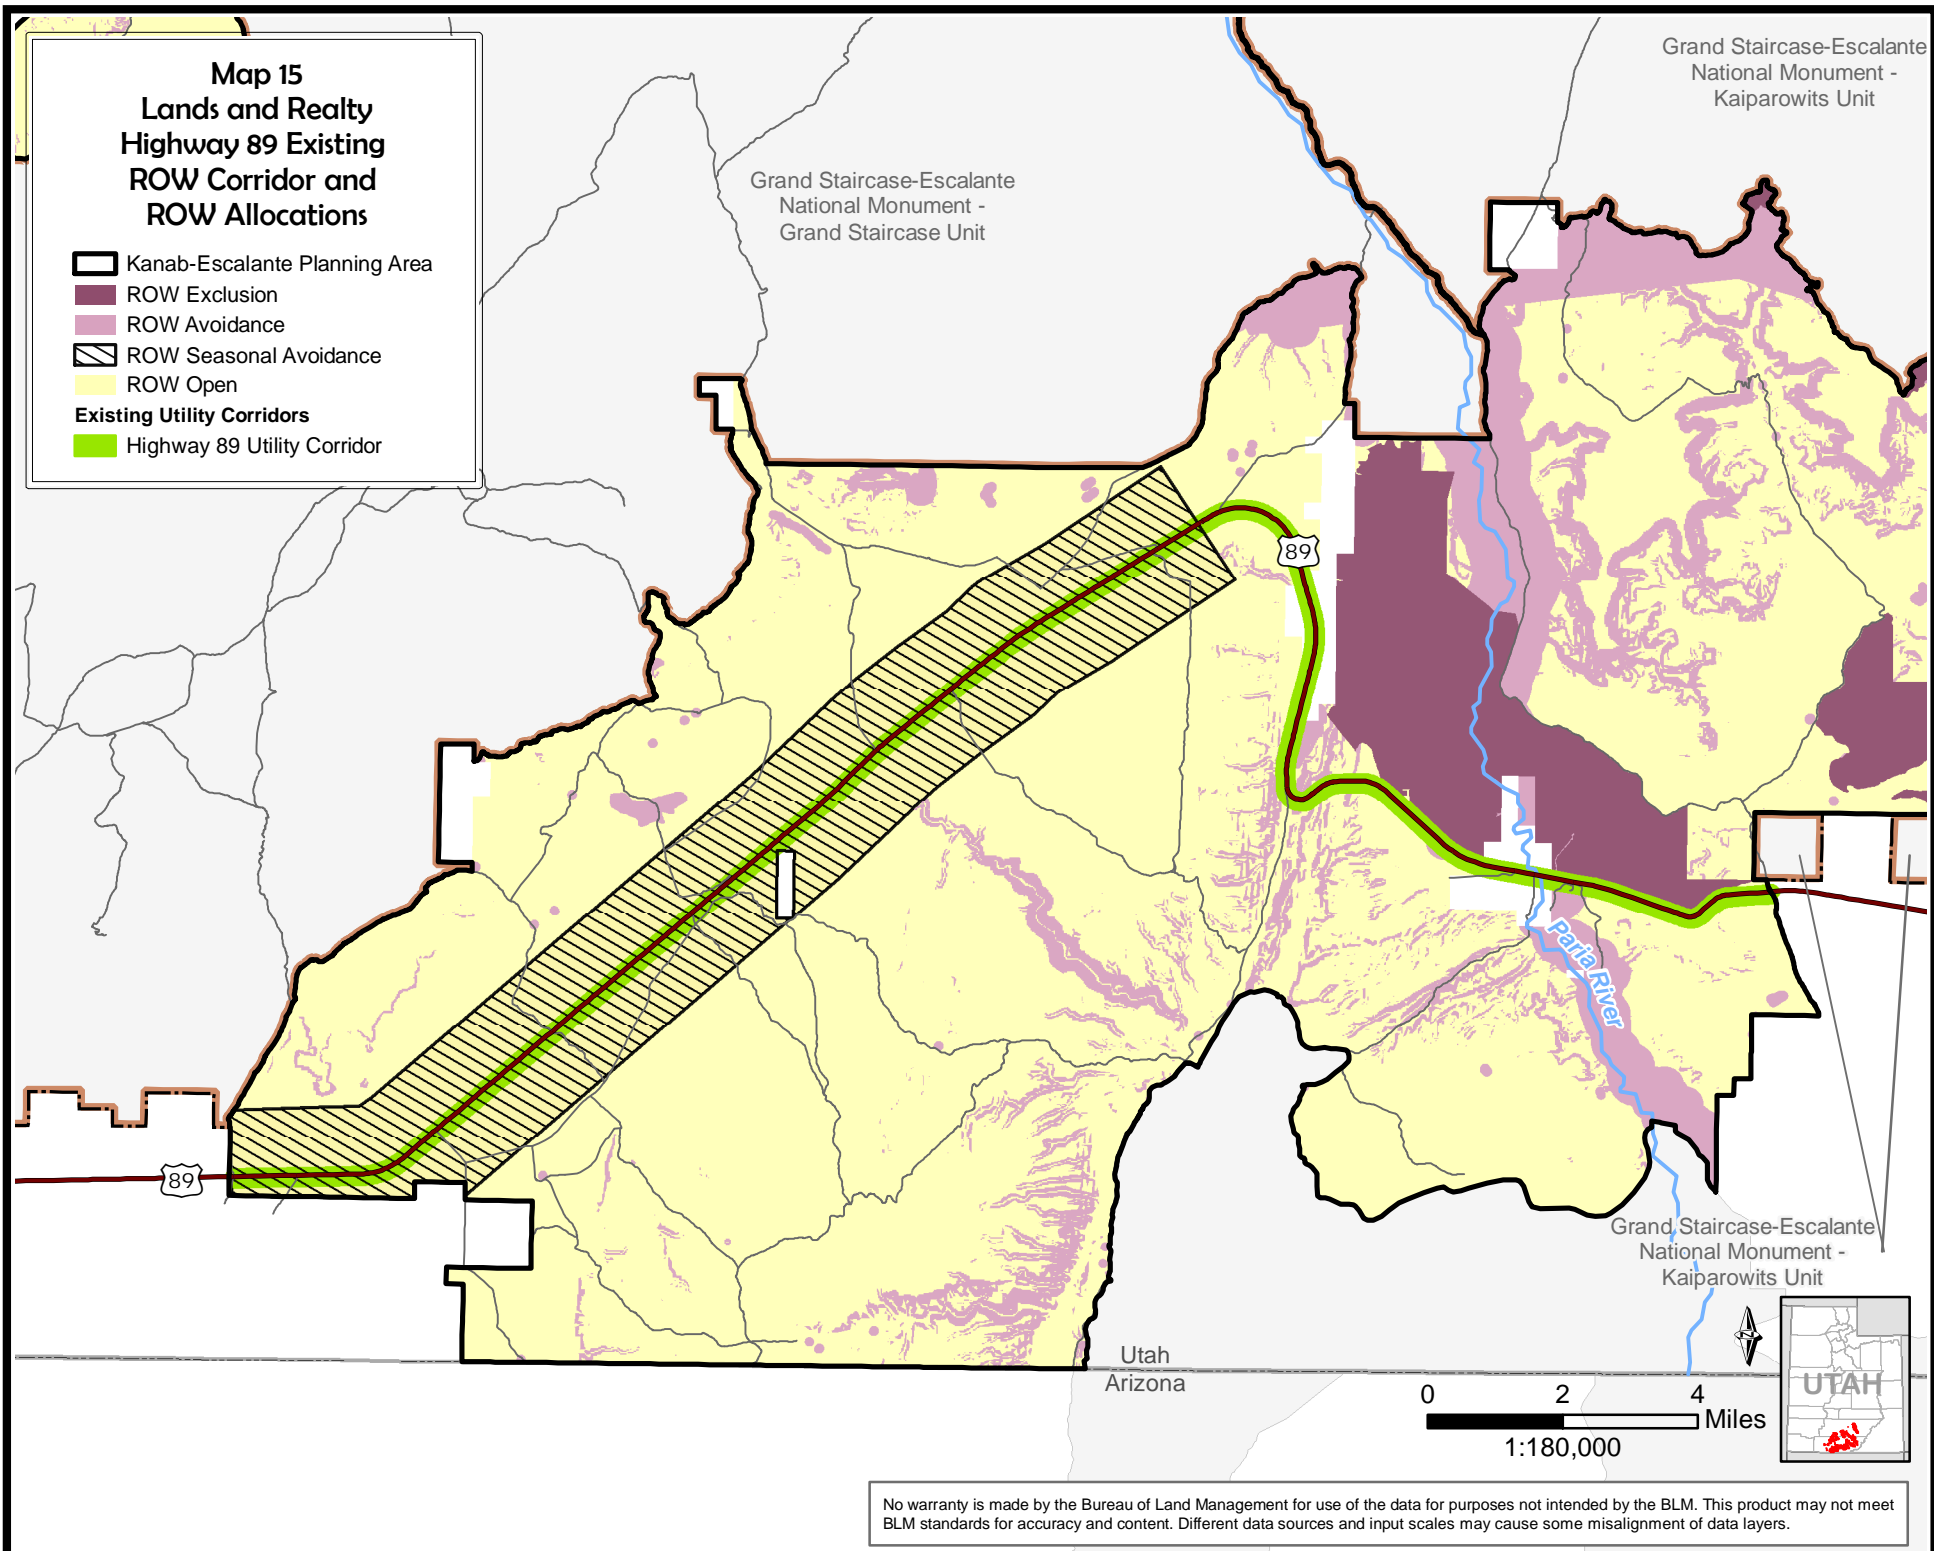 Map 15
Lands and Realty
Highway 89 Existing
ROW Corridor and
ROW Allocations
Kanab-Escalante Planning Area
ROW Exclusion
ROW Avoidance
ROW Seasonal Avoidance
ROW Open
Existing Utility Corridors
Highway 89 Utility Corridor
Grand Staircase-Escalante
National Monument -
Grand Staircase Unit
Grand Staircase-Escalante
National Monument -
Kaiparowits Unit
89
Paria River
89
Grand Staircase-Escalante
National Monument -
Kaiparowits Unit
Utah
Arizona
0 2 4
Miles
1:180,000
N
UTAH
No warranty is made by the Bureau of Land Management for use of the data for purposes not intended by the BLM. This product may not meet
BLM standards for accuracy and content. Different data sources and input scales may cause some misalignment of data layers.